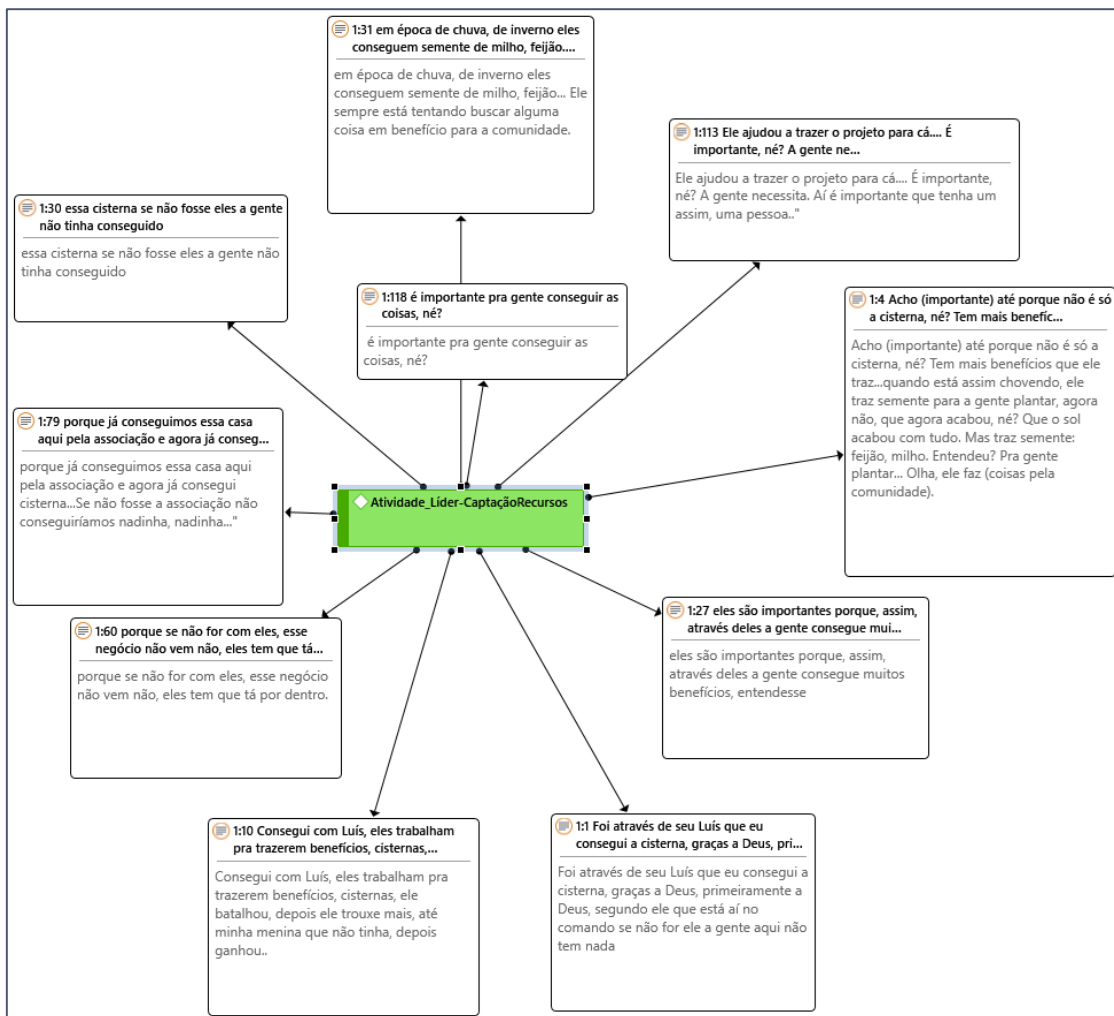 1:31 em época de chuva, de inverno eles
conseguem semente de milho, feijão....
em época de chuva, de inverno eles
conseguem semente de milho, feijão... Ele
sempre está tentando buscar alguma
coisa em benefício para a comunidade.
1:113 Ele ajudou a trazer o projeto para cá.... É
importante, né? A gente ne...
Ele ajudou a trazer o projeto para cá.... É importante,
né? A gente necessita. Aí é importante que tenha um
assim, uma pessoa.."
1:30 essa cisterna se não fosse eles a gente
não tinha conseguido
essa cisterna se não fosse eles a gente não
tinha conseguido
1:118 é importante pra gente conseguir as
coisas, né?
é importante pra gente conseguir as
coisas, né?
1:4 Acho (importante) até porque não é só
a cisterna, né? Tem mais benefíc...
Acho (importante) até porque não é só a
cisterna, né? Tem mais benefícios que ele
traz...quando está assim chovendo, ele
traz semente para a gente plantar, agora
não, que agora acabou, né? Que o sol
acabou com tudo. Mas traz semente:
feijão, milho. Entendeu? Pra gente
plantar... Olha, ele faz (coisas pela
comunidade).
1:79 porque já conseguimos essa casa
aqui pela associação e agora já conseg...
porque já conseguimos essa casa aqui
pela associação e agora já consegui
cisterna...Se não fosse a associação não
conseguiríamos nadinha, nadinha..."
Atividade_Líder-CaptaçãoRecursos
1:60 porque se não for com eles, esse
negócio não vem não, eles tem que tá...
porque se não for com eles, esse negócio
não vem não, eles tem que tá por dentro.
1:27 eles são importantes porque, assim,
através deles a gente consegue mui...
eles são importantes porque, assim,
através deles a gente consegue muitos
benefícios, entendesse
1:10 Consegui com Luís, eles trabalham
pra trazerem benefícios, cisternas,...
Consegui com Luís, eles trabalham pra
trazerem benefícios, cisternas, ele
batalhou, depois ele trouxe mais, até
minha menina que não tinha, depois
ganhou..
1:1 Foi através de seu Luís que eu
consegui a cisterna, graças a Deus, pri...
Foi através de seu Luís que eu consegui a
cisterna, graças a Deus, primeiramente a
Deus, segundo ele que está aí no
comando se não for ele a gente aqui não
tem nada